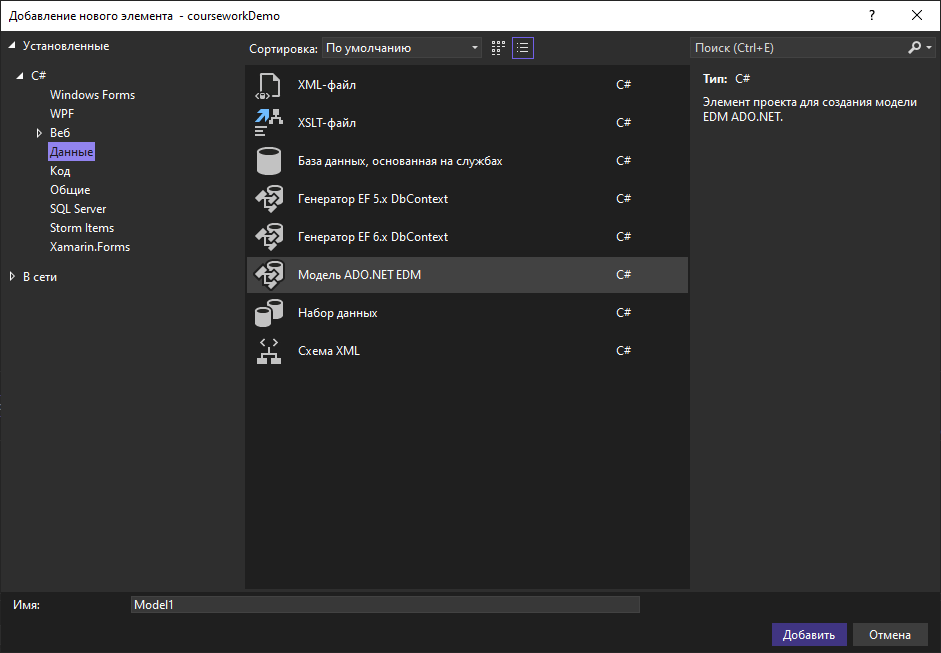 Добавление нового элемента - courseworkDemo
?
Установленные
C#
Windows Forms
WPF
Веб
Данные
Код
Общие
SQL Server
Storm Items
Xamarin.Forms
В сети
Сортировка: По умолчанию
XML-файл C#
XSLT-файл C#
База данных, основанная на службах C#
Генератор EF 5.x DbContext C#
Генератор EF 6.x DbContext C#
Модель ADO.NET EDM C#
Набор данных C#
Схема XML C#
Поиск (Ctrl+E)
Тип: C#
Элемент проекта для создания модели
EDM ADO.NET.
Имя: Model1
Добавить Отмена